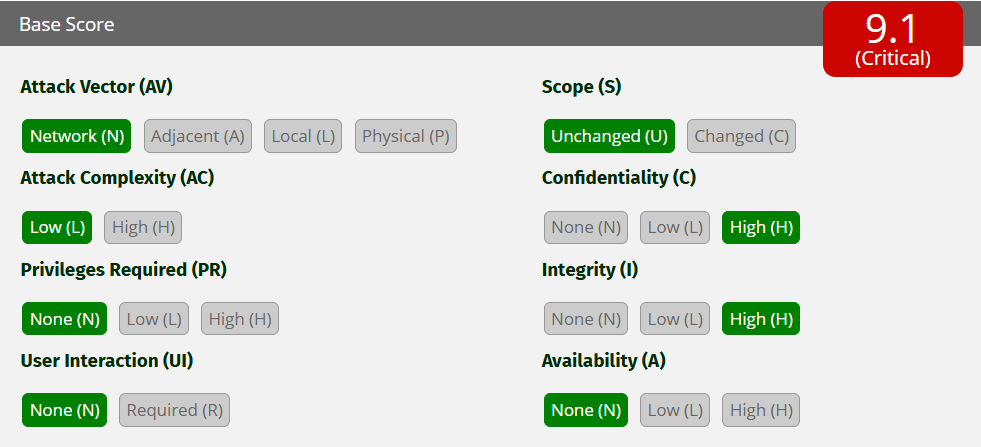 Base Score
9.1
(Critical)
Attack Vector (AV)
Network (N) Adjacent (A) Local (L) Physical (P)
Attack Complexity (AC)
Low (L) High (H)
Privileges Required (PR)
None (N) Low (L) High (H)
User Interaction (UI)
None (N) Required (R)
Scope (S)
Unchanged (U) Changed (C)
Confidentiality (C)
None (N) Low (L) High (H)
Integrity (I)
None (N) Low (L) High (H)
Availability (A)
None (N) Low (L) High (H)